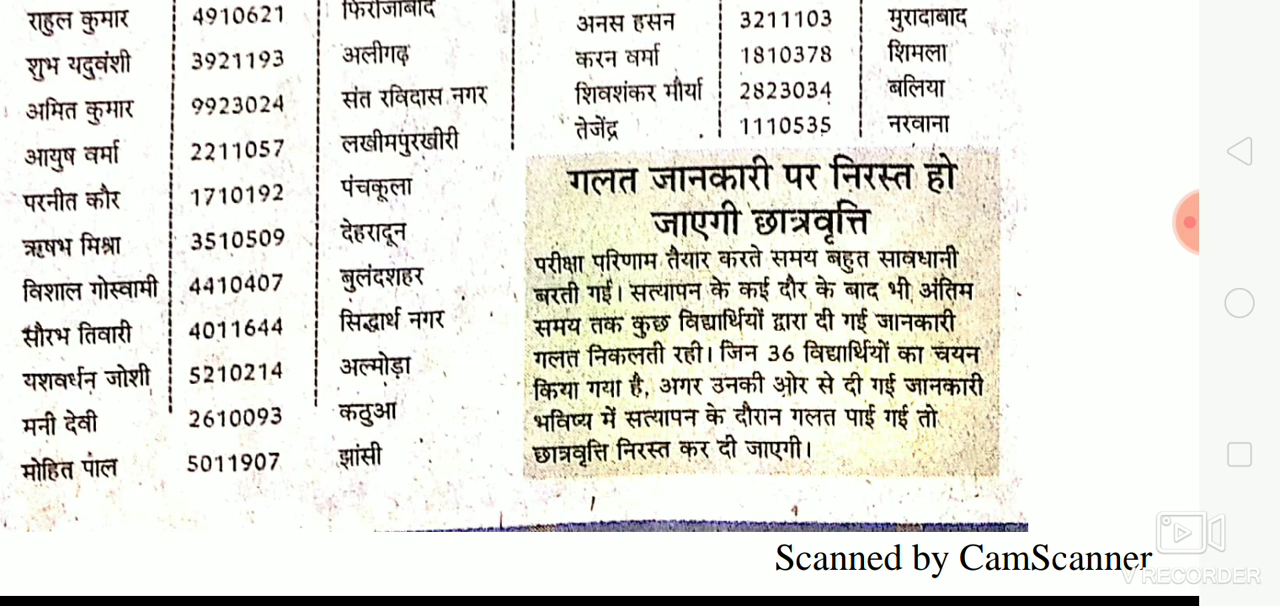 राहुल कुमार 4910621 फिरोजाबाद
शुभ यदुवंशी 3921193 अलीगढ़
अमित कुमार 9923024 संत रविदास नगर
आयुष वर्मा 2211057 लखीमपुरखीरी
परनीत कौर 1710192 पंचकूला
ऋषभ मिश्रा 3510509 देहरादून
विशाल गोस्वामी 4410407 बुलंदशहर
सौरभ तिवारी 4011644 सिद्धार्थ नगर
यशवर्धन जोशी 5210214 अल्मोड़ा
मनी देवी 2610093 कठुआ
मोहित पाल 5011907 झांसी
अनस हसन 3211103 मुरादाबाद
करन वर्मा 1810378 शिमला
शिवशंकर मौर्या 2823034 बलिया
तेजेंद्र 1110535 नरवाना
गलत जानकारी पर निरस्त हो
जाएगी छात्रवृत्ति
परीक्षा परिणाम तैयार करते समय बहुत सावधानी
बरती गई। सत्यापन के कई दौर के बाद भी अंतिम
समय तक कुछ विद्यार्थियों द्वारा दी गई जानकारी
गलत निकलती रही। जिन 36 विद्यार्थियों का चयन
किया गया है, अगर उनकी ओर से दी गई जानकारी
भविष्य में सत्यापन के दौरान गलत पाई गई तो
छात्रवृत्ति निरस्त कर दी जाएगी।
Scanned by CamScanner
V RECORDER